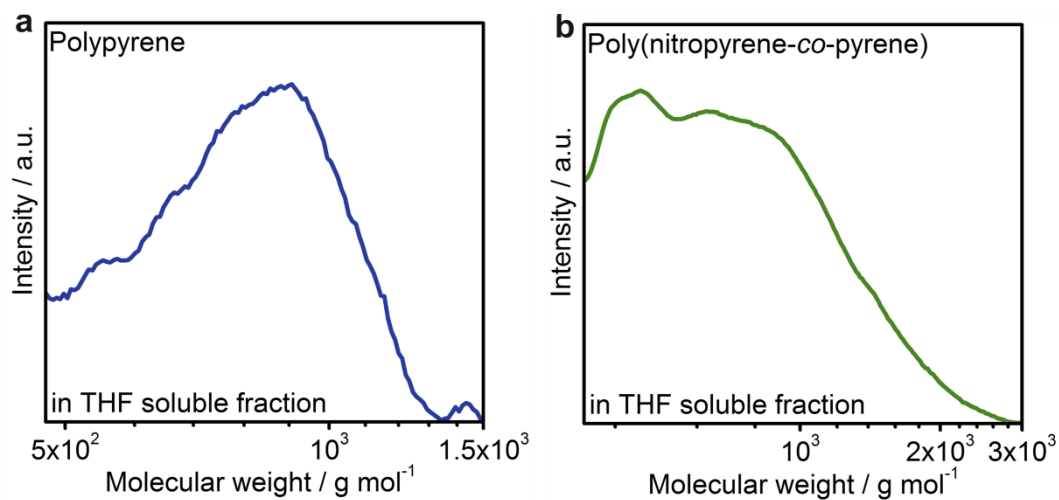 a
Polypyrene
Intensity / a.u.
in THF soluble fraction
5x10²
10³
1.5x10³
Molecular weight / g mol⁻¹
b
Poly(nitropyrene-co-pyrene)
Intensity / a.u.
in THF soluble fraction
10³
2x10³
3x10³
Molecular weight / g mol⁻¹